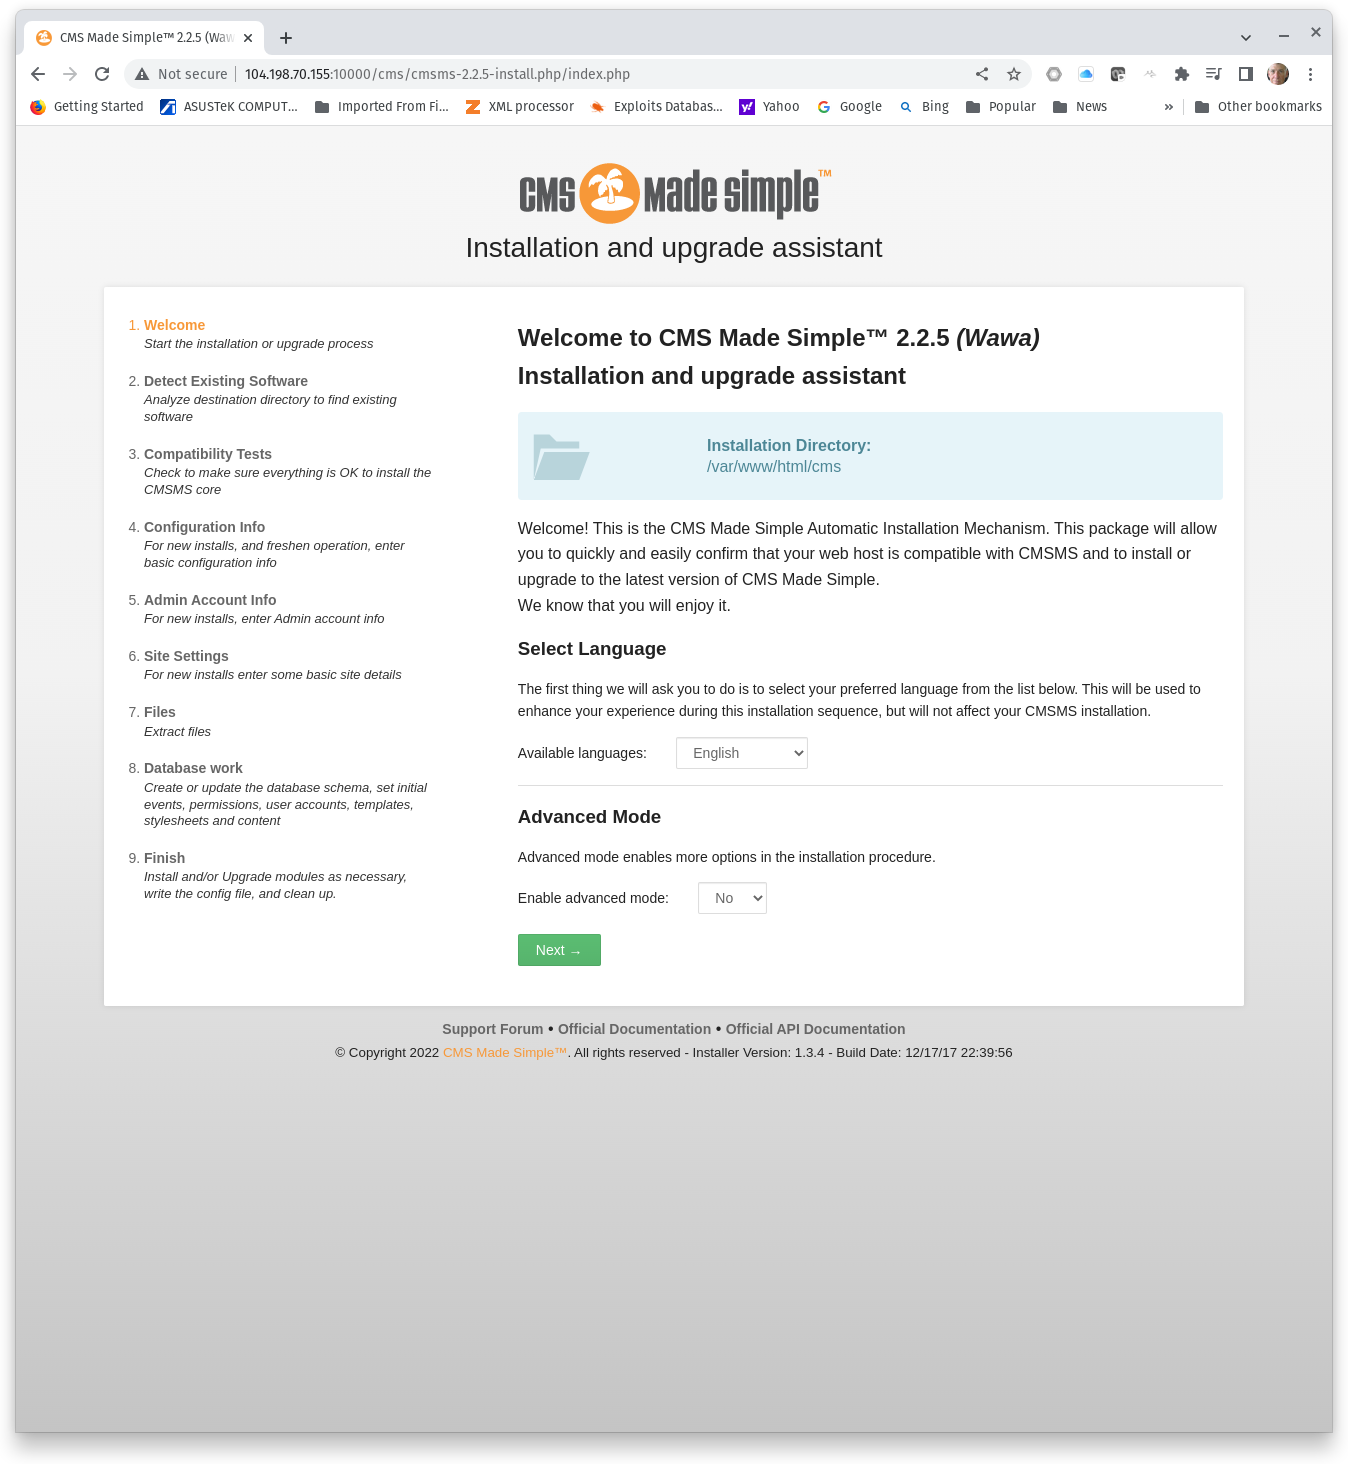 CMS Made Simple™ 2.2.5 (Waw
Not secure | 104.198.70.155:10000/cms/cmsms-2.2.5-install.php/index.php
Getting Started ASUSTeK COMPUT... Imported From Fi... XML processor Exploits Databas... Yahoo Google Bing Popular News » Other bookmarks
CMS Made Simple™
Installation and upgrade assistant
1. Welcome
Start the installation or upgrade process
2. Detect Existing Software
Analyze destination directory to find existing
software
3. Compatibility Tests
Check to make sure everything is OK to install the
CMSMS core
4. Configuration Info
For new installs, and freshen operation, enter
basic configuration info
5. Admin Account Info
For new installs, enter Admin account info
6. Site Settings
For new installs enter some basic site details
7. Files
Extract files
8. Database work
Create or update the database schema, set initial
events, permissions, user accounts, templates,
stylesheets and content
9. Finish
Install and/or Upgrade modules as necessary,
write the config file, and clean up.
Welcome to CMS Made Simple™ 2.2.5 (Wawa)
Installation and upgrade assistant
Installation Directory:
/var/www/html/cms
Welcome! This is the CMS Made Simple Automatic Installation Mechanism. This package will allow
you to quickly and easily confirm that your web host is compatible with CMSMS and to install or
upgrade to the latest version of CMS Made Simple.
We know that you will enjoy it.
Select Language
The first thing we will ask you to do is to select your preferred language from the list below. This will be used to
enhance your experience during this installation sequence, but will not affect your CMSMS installation.
Available languages: English
Advanced Mode
Advanced mode enables more options in the installation procedure.
Enable advanced mode: No
Next →
Support Forum • Official Documentation • Official API Documentation
© Copyright 2022 CMS Made Simple™. All rights reserved - Installer Version: 1.3.4 - Build Date: 12/17/17 22:39:56